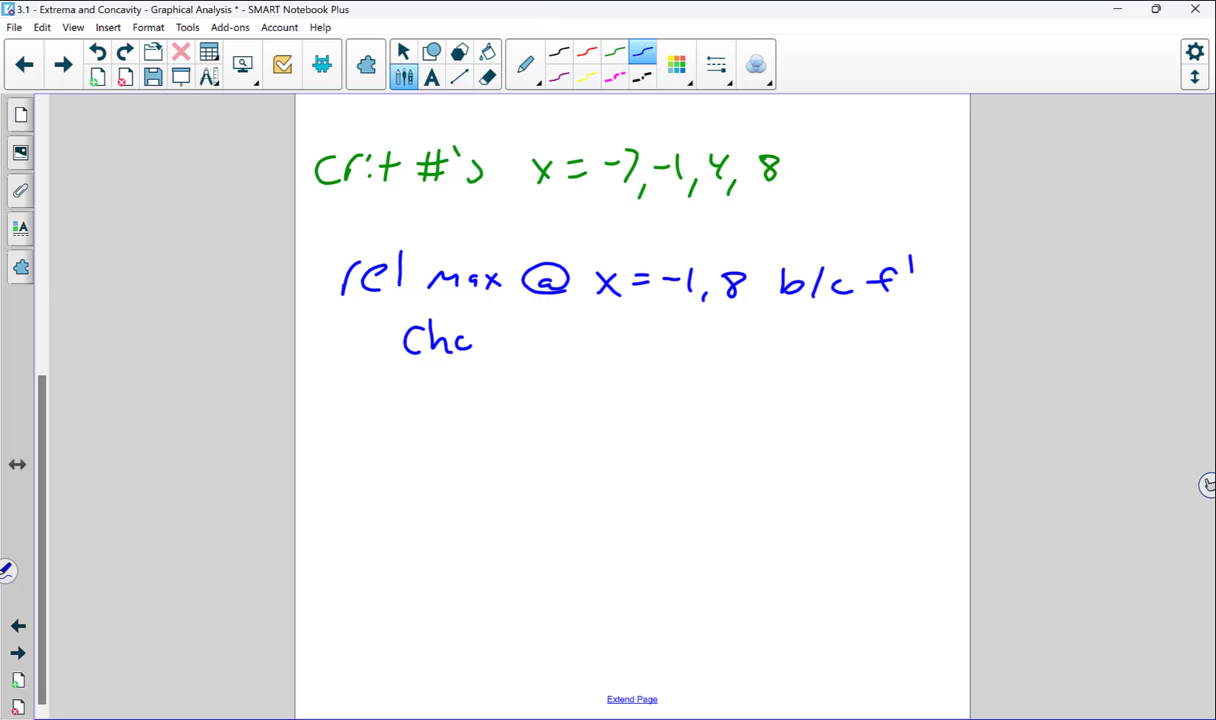 3.1 - Extrema and Concavity - Graphical Analysis * - SMART Notebook Plus
File Edit View Insert Format Tools Add-ons Account Help
Crit #'s x = -7, -1, 4, 8
rel max @ x = -1, 8 b/c f'
Cha
Extend Page